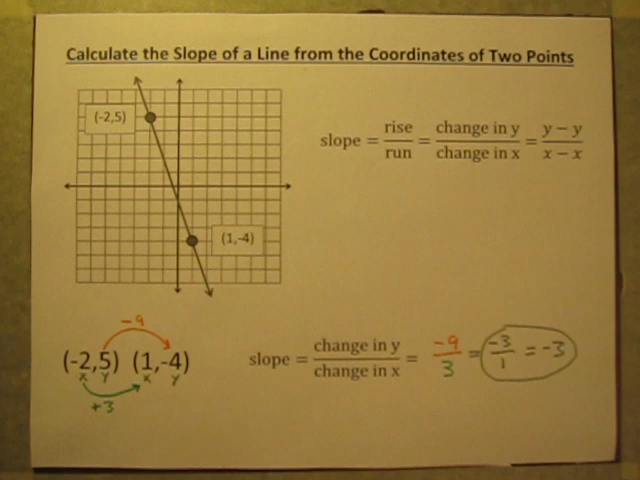 Calculate the Slope of a Line from the Coordinates of Two Points
(-2,5)
(1,-4)
slope = rise/run = change in y/change in x = y − y/x − x
-9
(-2,5) (1,-4)
x y x y
+3
slope = change in y/change in x = -9/3 = -3/1 = -3